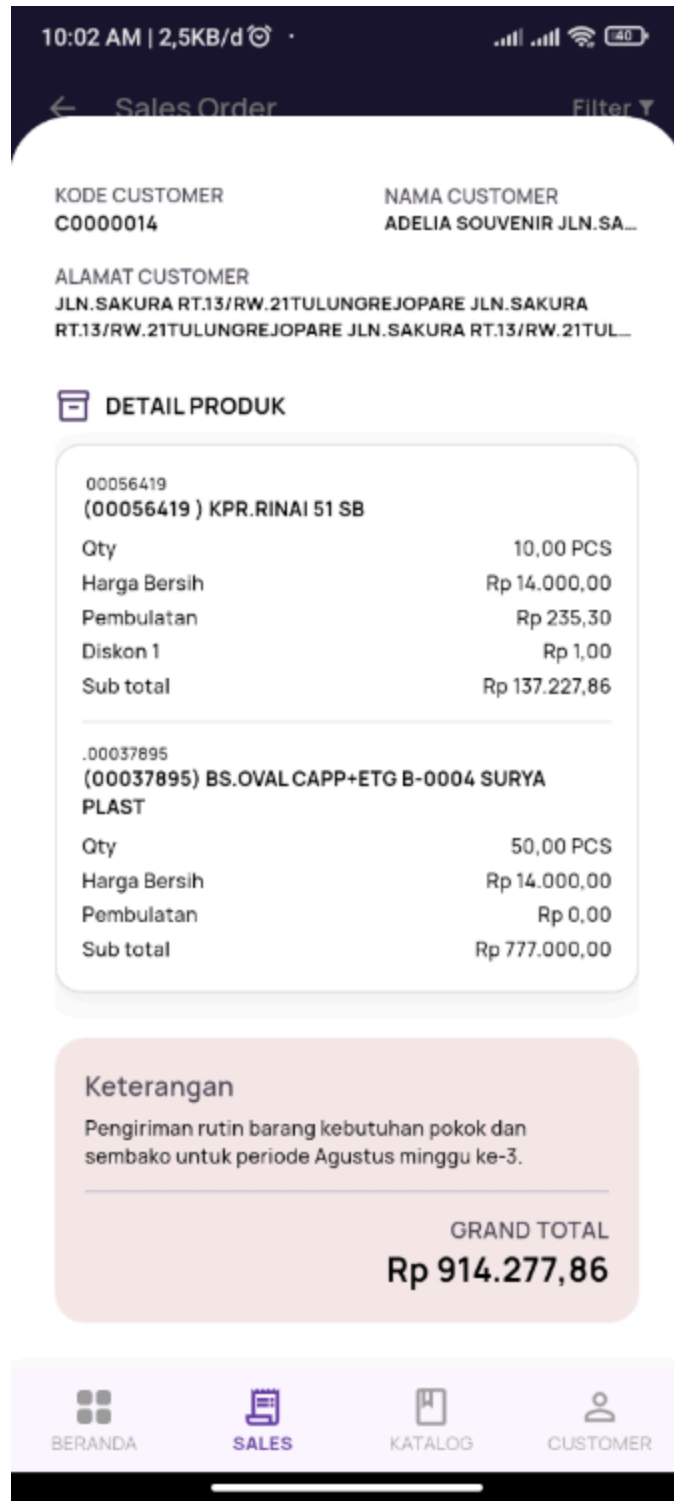 10:02 AM | 2,5KB/d
40
Sales Order
Filter
KODE CUSTOMER
C0000014
NAMA CUSTOMER
ADELIA SOUVENIR JLN.SA...
ALAMAT CUSTOMER
JLN.SAKURA RT.13/RW.21TULUNGREJOPARE JLN.SAKURA
RT.13/RW.21TULUNGREJOPARE JLN.SAKURA RT.13/RW.21TUL...
DETAIL PRODUK
00056419
(00056419 ) KPR.RINAI 51 SB
Qty 10,00 PCS
Harga Bersih Rp 14.000,00
Pembulatan Rp 235,30
Diskon 1 Rp 1,00
Sub total Rp 137.227,86
.00037895
(00037895) BS.OVAL CAPP+ETG B-0004 SURYA
PLAST
Qty 50,00 PCS
Harga Bersih Rp 14.000,00
Pembulatan Rp 0,00
Sub total Rp 777.000,00
Keterangan
Pengiriman rutin barang kebutuhan pokok dan
sembako untuk periode Agustus minggu ke-3.
GRAND TOTAL
Rp 914.277,86
BERANDA
SALES
KATALOG
CUSTOMER